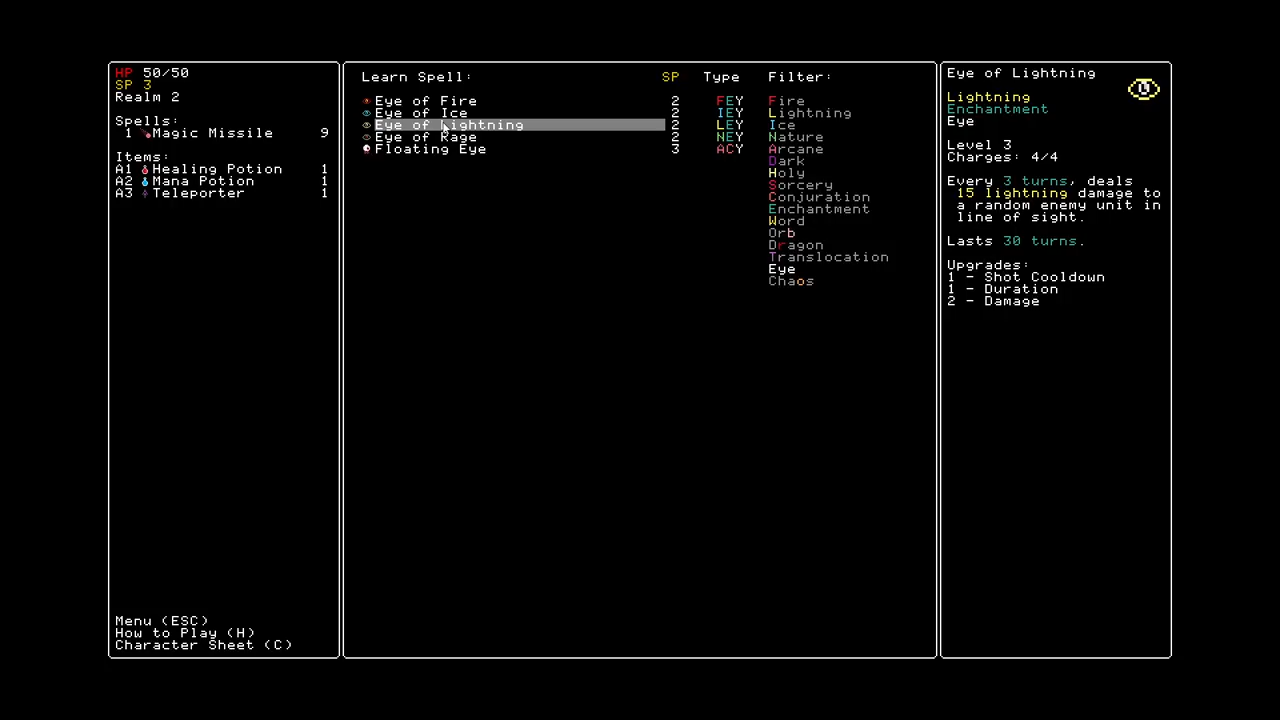 HP 50/50
SP 3
Realm 2
Spells:
1 Magic Missile 9
Items:
A1 Healing Potion 1
A2 Mana Potion 1
A3 Teleporter 1
Menu (ESC)
How to Play (H)
Character Sheet (C)
Learn Spell: SP Type
Eye of Fire 2 FEY
Eye of Ice 2 IEY
Eye of Lightning 2 LEY
Eye of Rage 2 NEY
Floating Eye 3 ACY
Filter:
Fire
Lightning
Ice
Nature
Arcane
Dark
Holy
Sorcery
Conjuration
Enchantment
Word
Orb
Dragon
Translocation
Eye
Chaos
Eye of Lightning
Lightning
Enchantment
Eye
Level 3
Charges: 4/4
Every 3 turns, deals
15 lightning damage to
a random enemy unit in
line of sight.
Lasts 30 turns.
Upgrades:
1 - Shot Cooldown
1 - Duration
2 - Damage